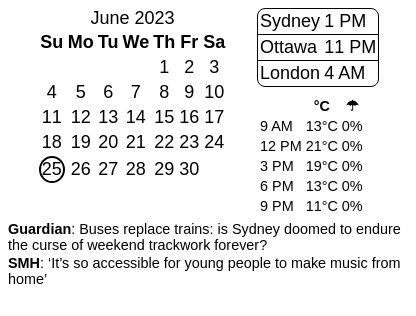 June 2023
Su Mo Tu We Th Fr Sa
1 2 3
4 5 6 7 8 9 10
11 12 13 14 15 16 17
18 19 20 21 22 23 24
25 26 27 28 29 30
Sydney 1 PM
Ottawa 11 PM
London 4 AM
°C ☂
9 AM 13°C 0%
12 PM 21°C 0%
3 PM 19°C 0%
6 PM 13°C 0%
9 PM 11°C 0%
Guardian: Buses replace trains: is Sydney doomed to endure
the curse of weekend trackwork forever?
SMH: ‘It’s so accessible for young people to make music from
home’